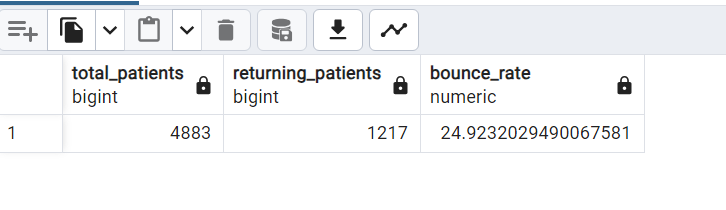 total_patients returning_patients bounce_rate
bigint bigint numeric
1 4883 1217 24.9232029490067581